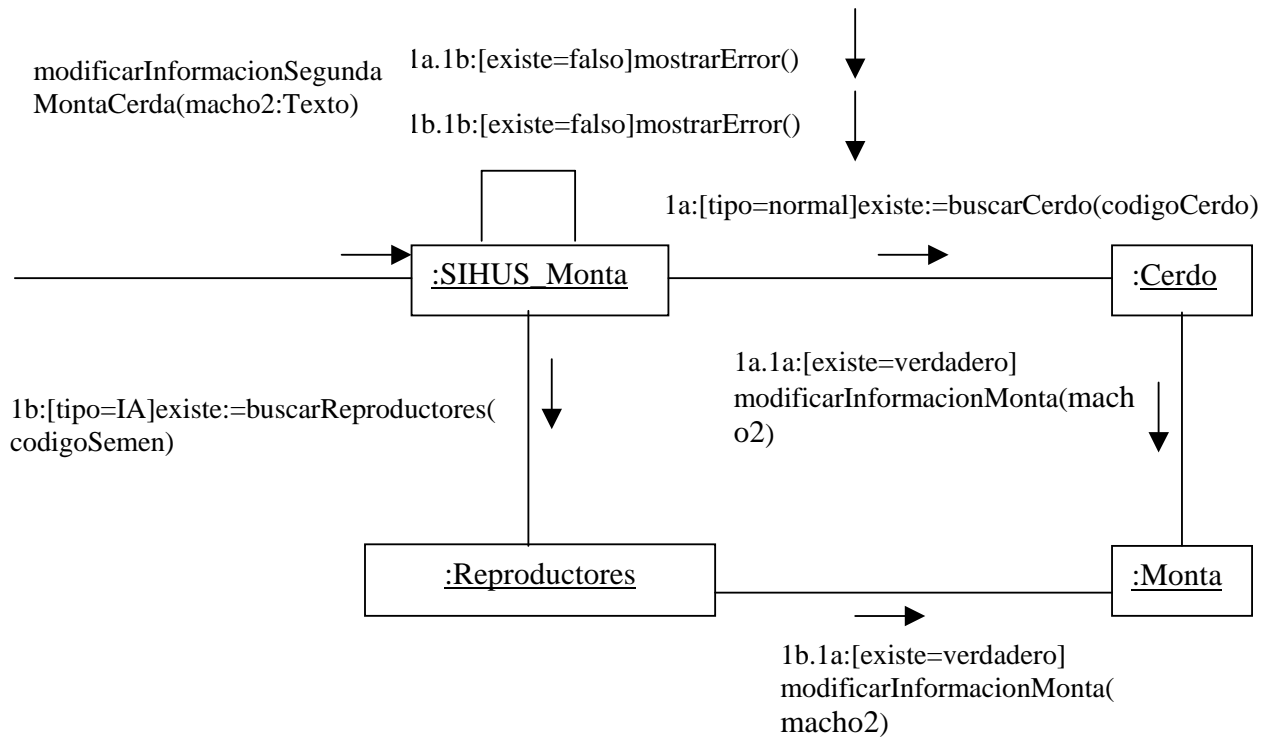 modificarInformacionSegunda
MontaCerda(macho2:Texto)
1a.1b:[existe=falso]mostrarError()
1b.1b:[existe=falso]mostrarError()
1a:[tipo=normal]existe:=buscarCerdo(codigoCerdo)
:SIHUS_Monta
:Cerdo
1b:[tipo=IA]existe:=buscarReproductores(
codigoSemen)
1a.1a:[existe=verdadero]
modificarInformacionMonta(mach
o2)
:Reproductores
:Monta
1b.1a:[existe=verdadero]
modificarInformacionMonta(
macho2)